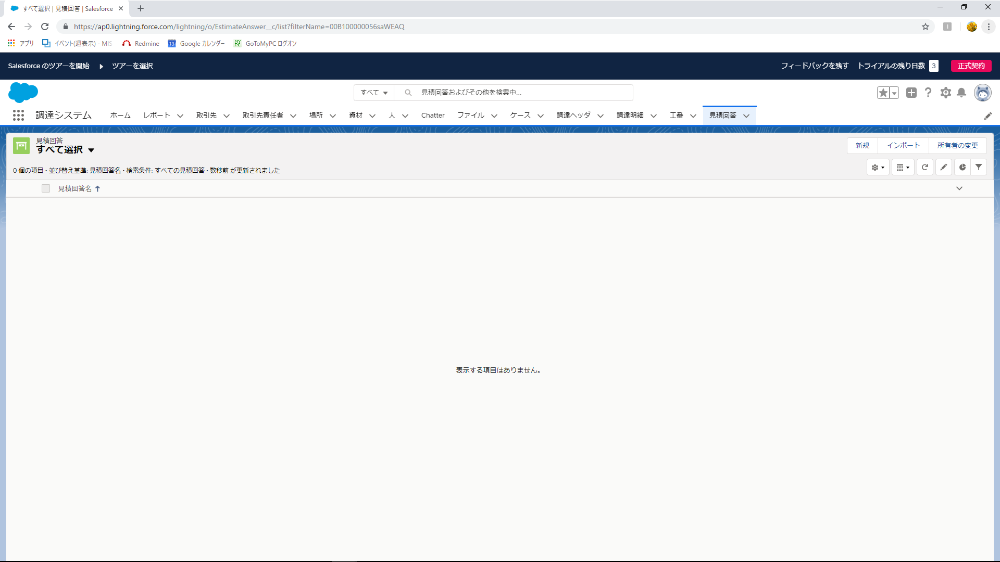 すべて選択 | 見積回答 | Salesforce
https://ap0.lightning.force.com/lightning/o/EstimateAnswer__c/list?filterName=00B100000056saWEAQ
アプリ イベント(週表示) - MIS Redmine 13 Google カレンダー MY PC GoToMyPC ログオン
Salesforce のツアーを開始 ツアーを選択 フィードバックを残す トライアルの残り日数 3 正式契約
すべて 見積回答およびその他を検索中...
調達システム ホーム レポート 取引先 取引先責任者 場所 資材 人 Chatter ファイル ケース 調達ヘッダ 調達明細 工番 見積回答
見積回答
すべて選択
新規 インポート 所有者の変更
0 個の項目・並び替え基準: 見積回答名・検索条件: すべての見積回答・数秒前 が更新されました
見積回答名
表示する項目はありません。